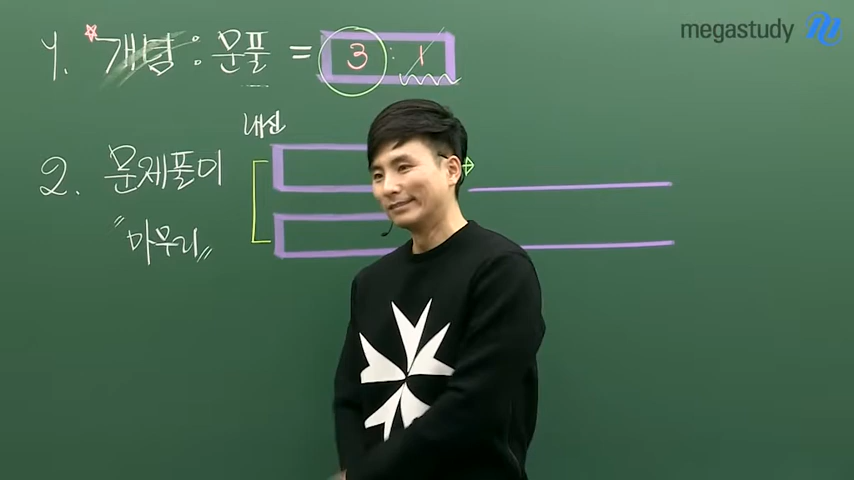 megastudy
1. 개념 : 문풀 = 3 : 1
내신
2. 문제풀이
"마무리"